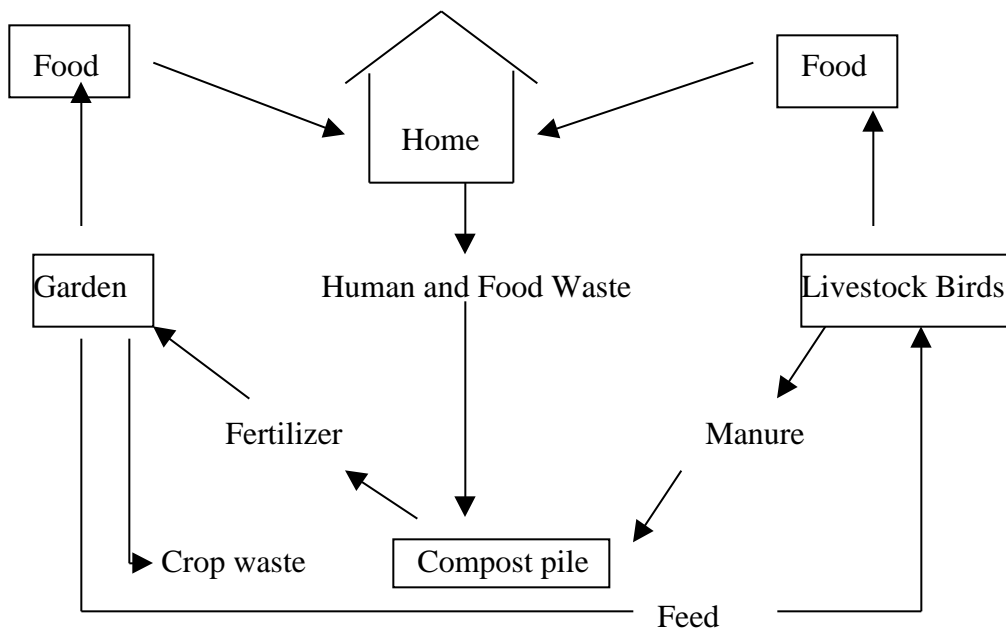 Food
Food
Home
Garden
Human and Food Waste
Livestock Birds
Fertilizer
Manure
Crop waste
Compost pile
Feed